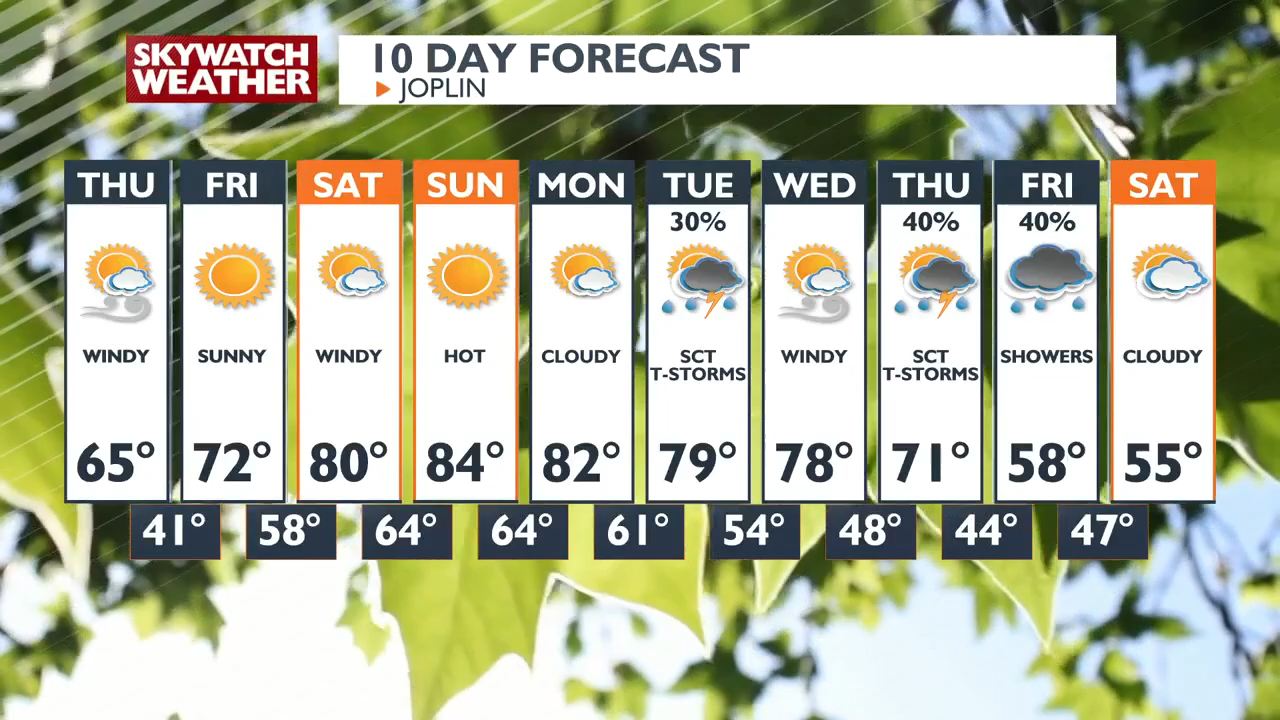 SKYWATCH
WEATHER
10 DAY FORECAST
JOPLIN
THU FRI SAT SUN MON TUE WED THU FRI SAT
30% 40% 40%
WINDY SUNNY WINDY HOT CLOUDY SCT WINDY SCT SHOWERS CLOUDY
T-STORMS T-STORMS
65° 72° 80° 84° 82° 79° 78° 71° 58° 55°
41° 58° 64° 64° 61° 54° 48° 44° 47°